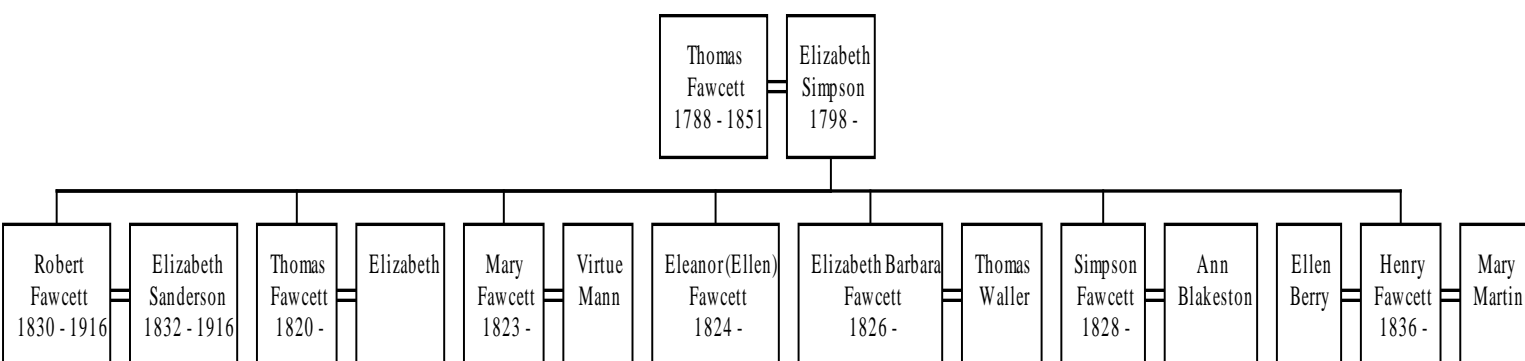 Thomas
Fawcett
1788 - 1851
Elizabeth
Simpson
1798 -
Robert
Fawcett
1830 - 1916
Elizabeth
Sanderson
1832 - 1916
Thomas
Fawcett
1820 -
Elizabeth
Mary
Fawcett
1823 -
Virtue
Mann
Eleanor (Ellen)
Fawcett
1824 -
Elizabeth Barbara
Fawcett
1826 -
Thomas
Waller
Simpson
Fawcett
1828 -
Ann
Blakeston
Ellen
Berry
Henry
Fawcett
1836 -
Mary
Martin